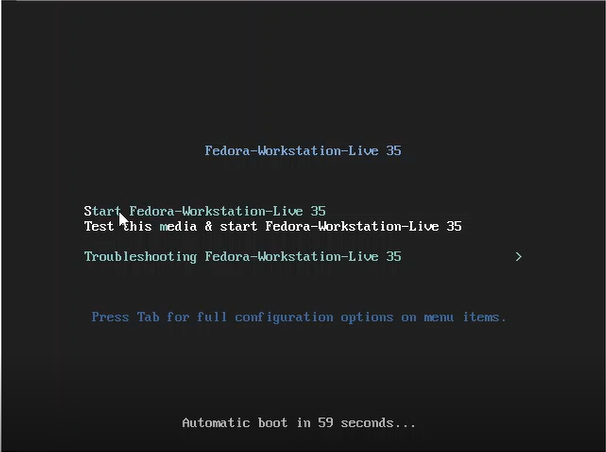 Fedora-Workstation-Live 35
Start Fedora-Workstation-Live 35
Test this media & start Fedora-Workstation-Live 35
Troubleshooting Fedora-Workstation-Live 35 >
Press Tab for full configuration options on menu items.
Automatic boot in 59 seconds...